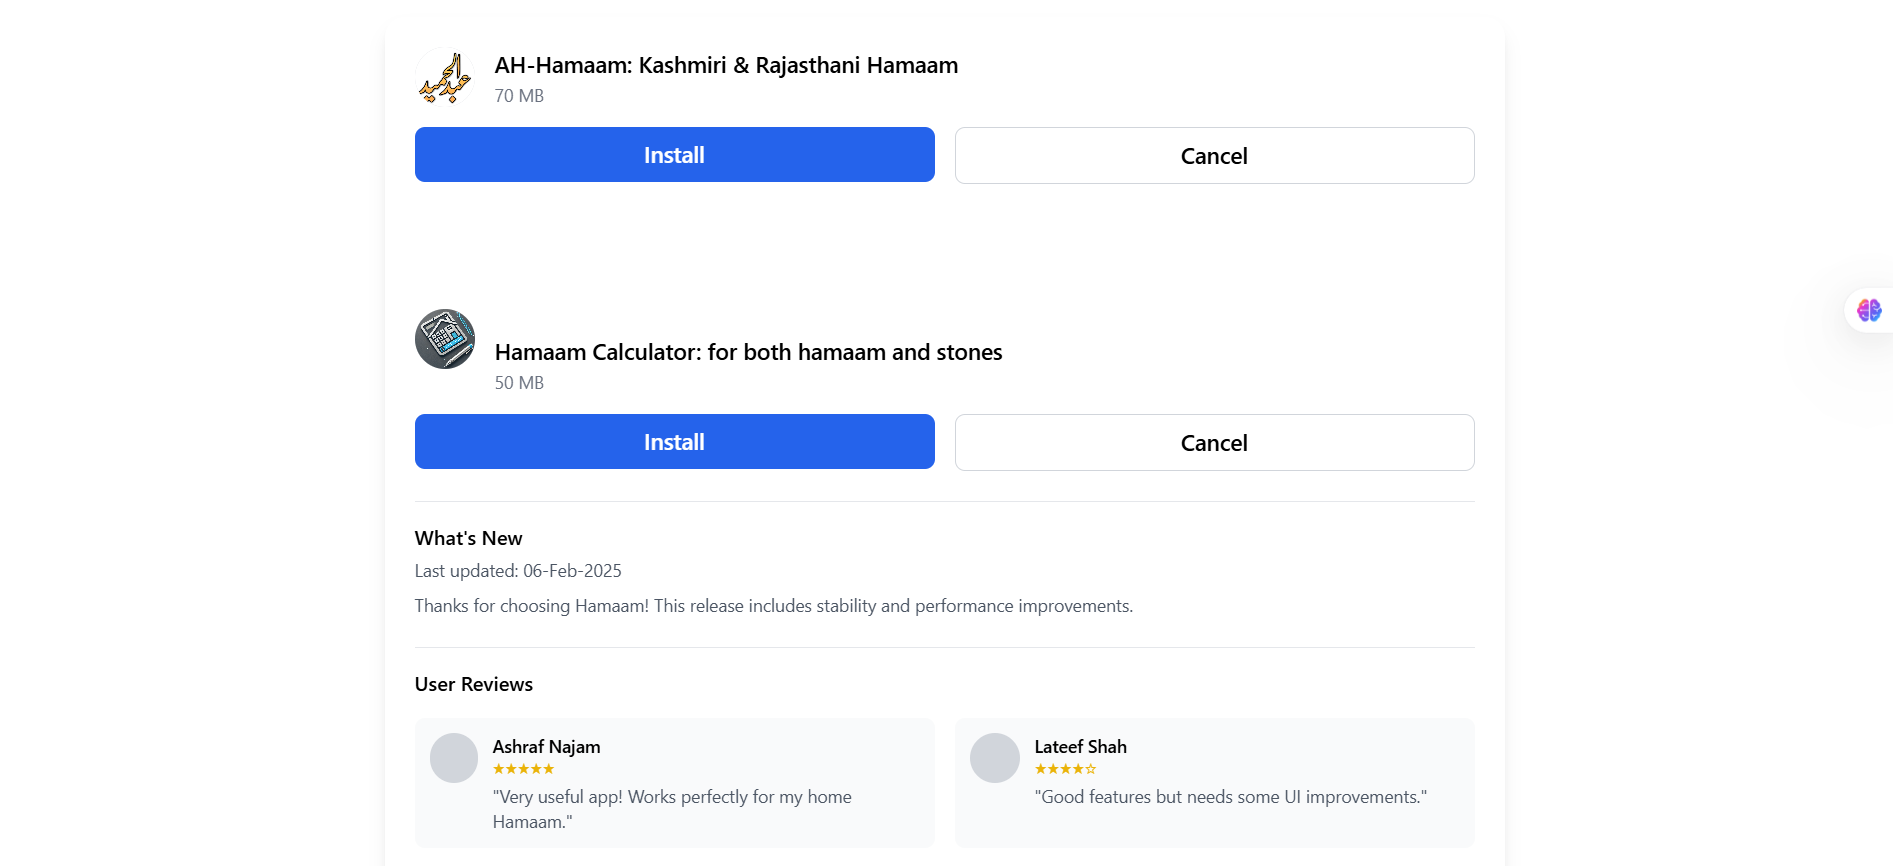 عبدالحميد
AH-Hamaam: Kashmiri & Rajasthani Hamaam
70 MB
Install
Cancel
Hamaam Calculator: for both hamaam and stones
50 MB
Install
Cancel
What's New
Last updated: 06-Feb-2025
Thanks for choosing Hamaam! This release includes stability and performance improvements.
User Reviews
Ashraf Najam
★★★★★
"Very useful app! Works perfectly for my home
Hamaam."
Lateef Shah
★★★★☆
"Good features but needs some UI improvements."